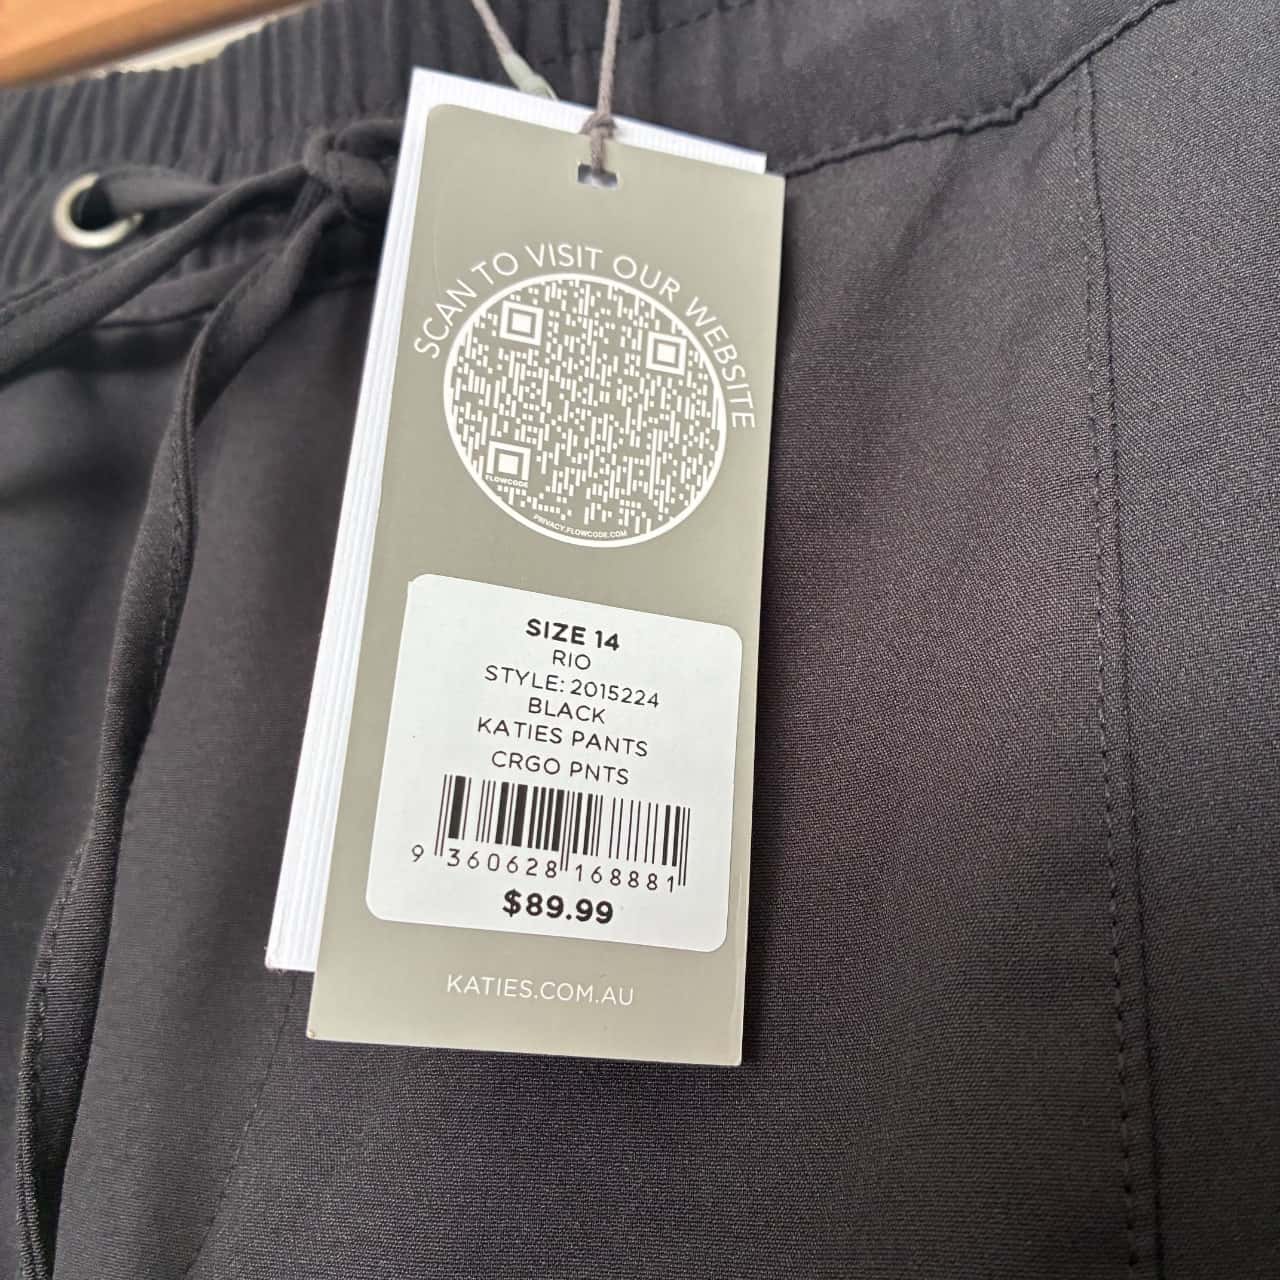 SCAN TO VISIT OUR WEBSITE
FLOWCODE
PRIVACY.FLOWCODE.COM
SIZE 14
RIO
STYLE: 2015224
BLACK
KATIES PANTS
CRGO PNTS
9 360628 168881
$89.99
KATIES.COM.AU